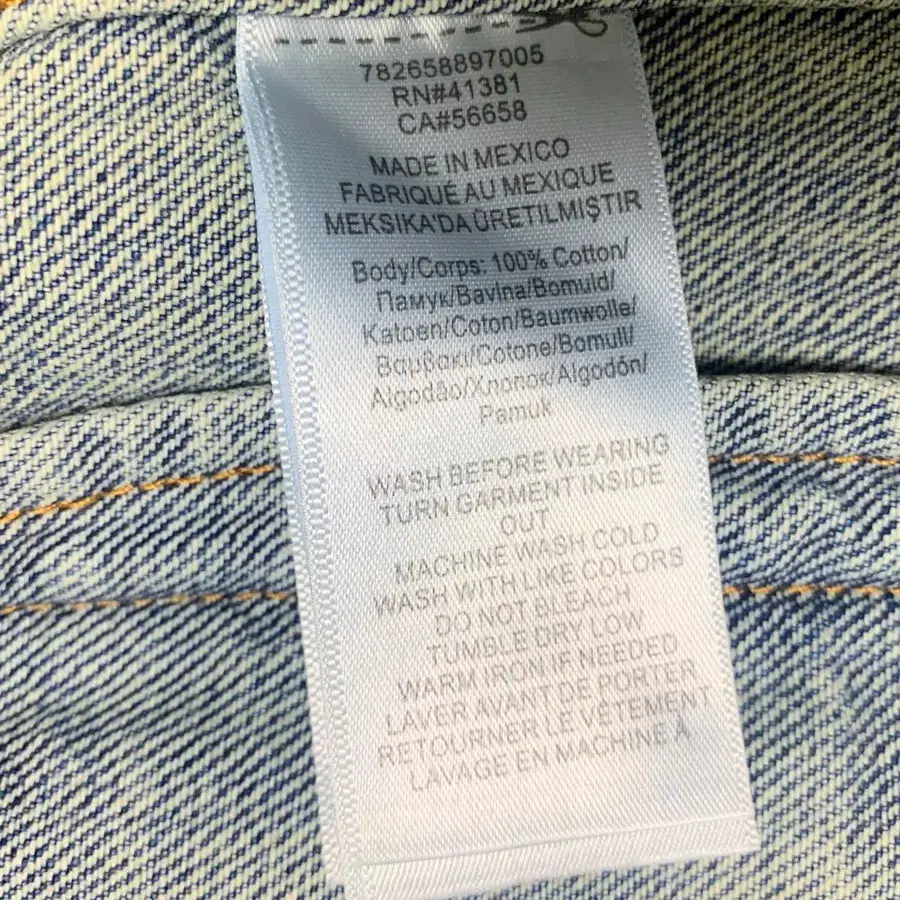 782658897005
RN#41381
CA#56658
MADE IN MEXICO
FABRIQUÉ AU MEXIQUE
MEKSIKA'DA ÜRETILMIŞTIR
Body/Corps: 100% Cotton/
Памук/Bavlna/Bomuld/
Katoen/Coton/Baumwolle/
Βαμβακι/Cotone/Bomull/
Algodão/Хлопок/Algodón/
Pamuk
WASH BEFORE WEARING
TURN GARMENT INSIDE
OUT
MACHINE WASH COLD
WASH WITH LIKE COLORS
DO NOT BLEACH
TUMBLE DRY LOW
WARM IRON IF NEEDED
LAVER AVANT DE PORTER
RETOURNER LE VÊTEMENT
LAVAGE EN MACHINE À